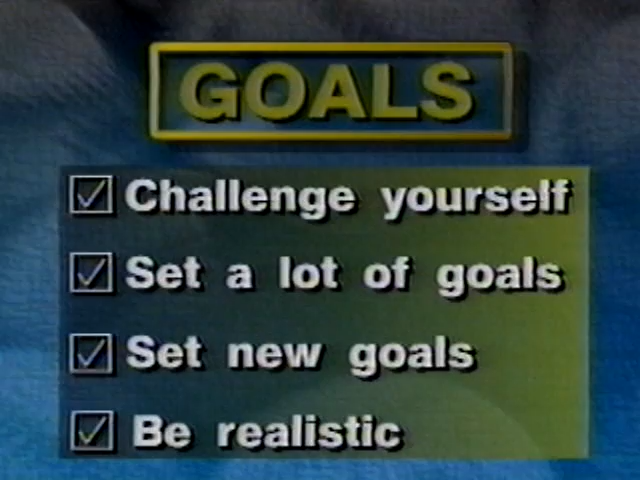 GOALS
Challenge yourself
Set a lot of goals
Set new goals
Be realistic